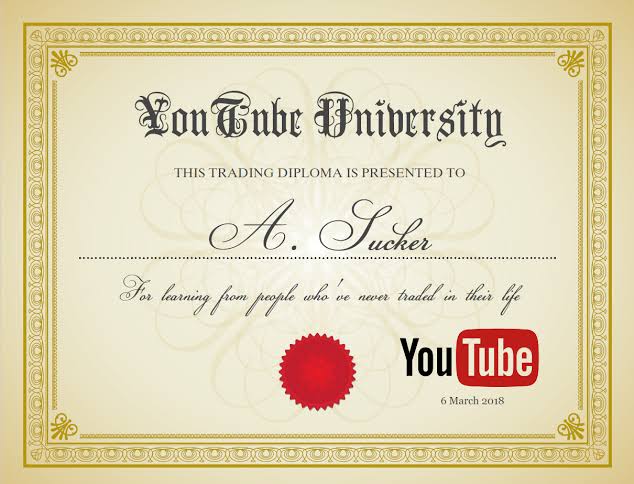 YouTube University
THIS TRADING DIPLOMA IS PRESENTED TO
A. Sucker
For learning from people who've never traded in their life
YouTube
6 March 2018